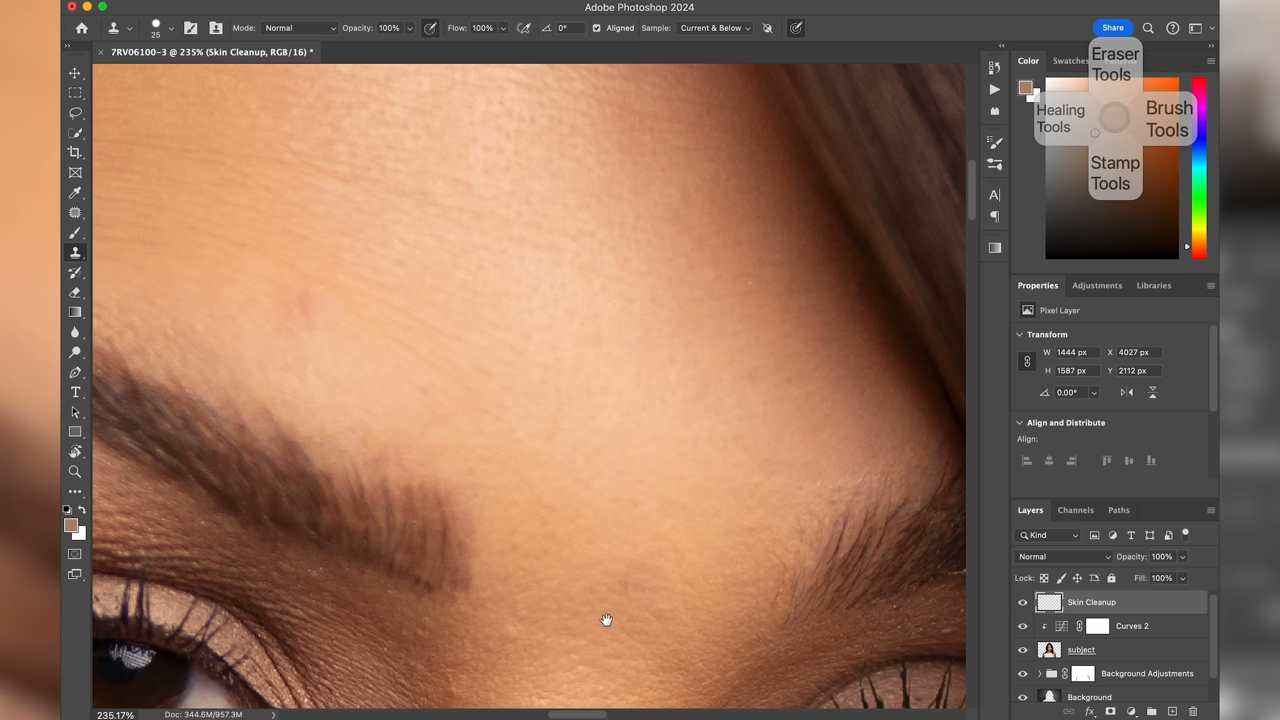 Adobe Photoshop 2024
25
Mode: Normal
Opacity: 100%
Flow: 100%
0°
Aligned
Sample: Current & Below
Share
× 7RV06100-3 @ 235% (Skin Cleanup, RGB/16) *
Color
Swatches
Eraser
Tools
Healing
Tools
Brush
Tools
Stamp
Tools
Properties
Adjustments
Libraries
Pixel Layer
Transform
W 1444 px X 4027 px
H 1587 px Y 2112 px
0.00°
Align and Distribute
Align:
Layers
Channels
Paths
Kind
Normal
Opacity: 100%
Lock:
Fill: 100%
Skin Cleanup
Curves 2
subject
Background Adjustments
Background
235.17%
Doc: 344.6M/957.3M